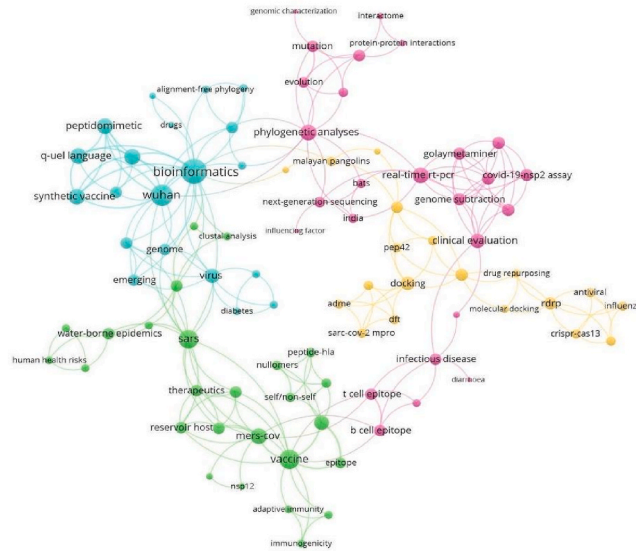 genomic characterization
interactome
mutation
protein-protein interactions
evolution
alignment-free phylogeny
peptidomimetic
drugs
phylogenetic analyses
q-uel language
malayan pangolins
golaymetaminer
bioinformatics
real-time rt-pcr
covid-19-nsp2 assay
bats
synthetic vaccine
wuhan
next-generation sequencing
genome subtraction
india
influencing factor
clustal analysis
clinical evaluation
genome
pep42
emerging
virus
docking
drug repurposing
antiviral
adme
rdrp
influenza
diabetes
molecular docking
dft
sars-cov-2 mpro
crispr-cas13
water-borne epidemics
sars
human health risks
peptide-hla
infectious disease
nullomers
diarrhoea
therapeutics
self/non-self
t cell epitope
reservoir host
mers-cov
b cell epitope
vaccine
epitope
nsp12
adaptive immunity
immunogenicity